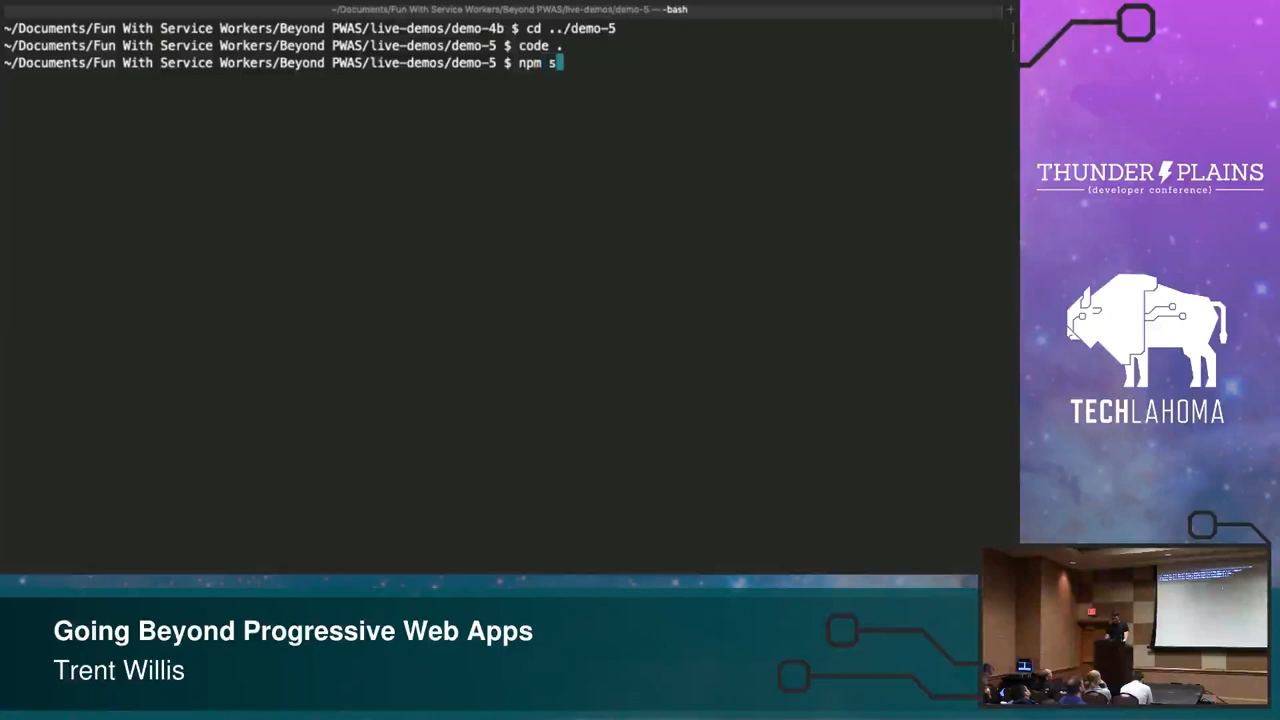 ~/Documents/Fun With Service Workers/Beyond PWAS/live-demos/demo-5 — -bash
~/Documents/Fun With Service Workers/Beyond PWAS/live-demos/demo-4b $ cd ../demo-5
~/Documents/Fun With Service Workers/Beyond PWAS/live-demos/demo-5 $ code .
~/Documents/Fun With Service Workers/Beyond PWAS/live-demos/demo-5 $ npm s
THUNDER PLAINS
{developer conference}
TECHLAHOMA
Going Beyond Progressive Web Apps
Trent Willis